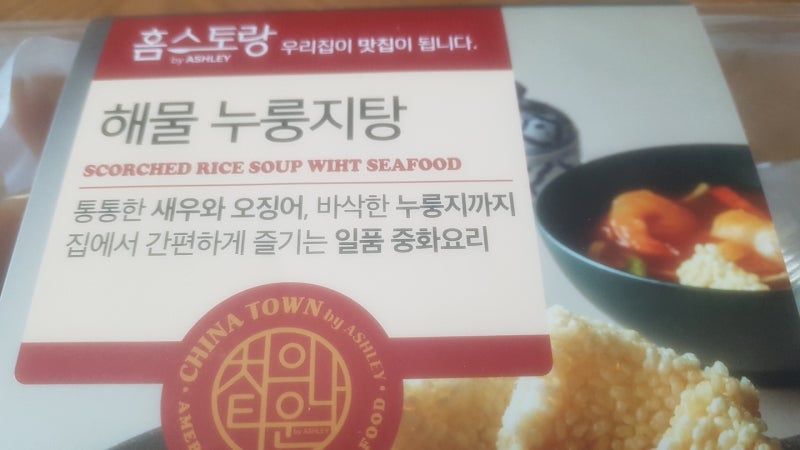 홈스토랑 우리집이 맛집이 됩니다.
by ASHLEY
해물 누룽지탕
SCORCHED RICE SOUP WIHT SEAFOOD
통통한 새우와 오징어, 바삭한 누룽지까지
집에서 간편하게 즐기는 일품 중화요리
CHINA TOWN by ASHLEY
차이나
타운
by ASHLEY